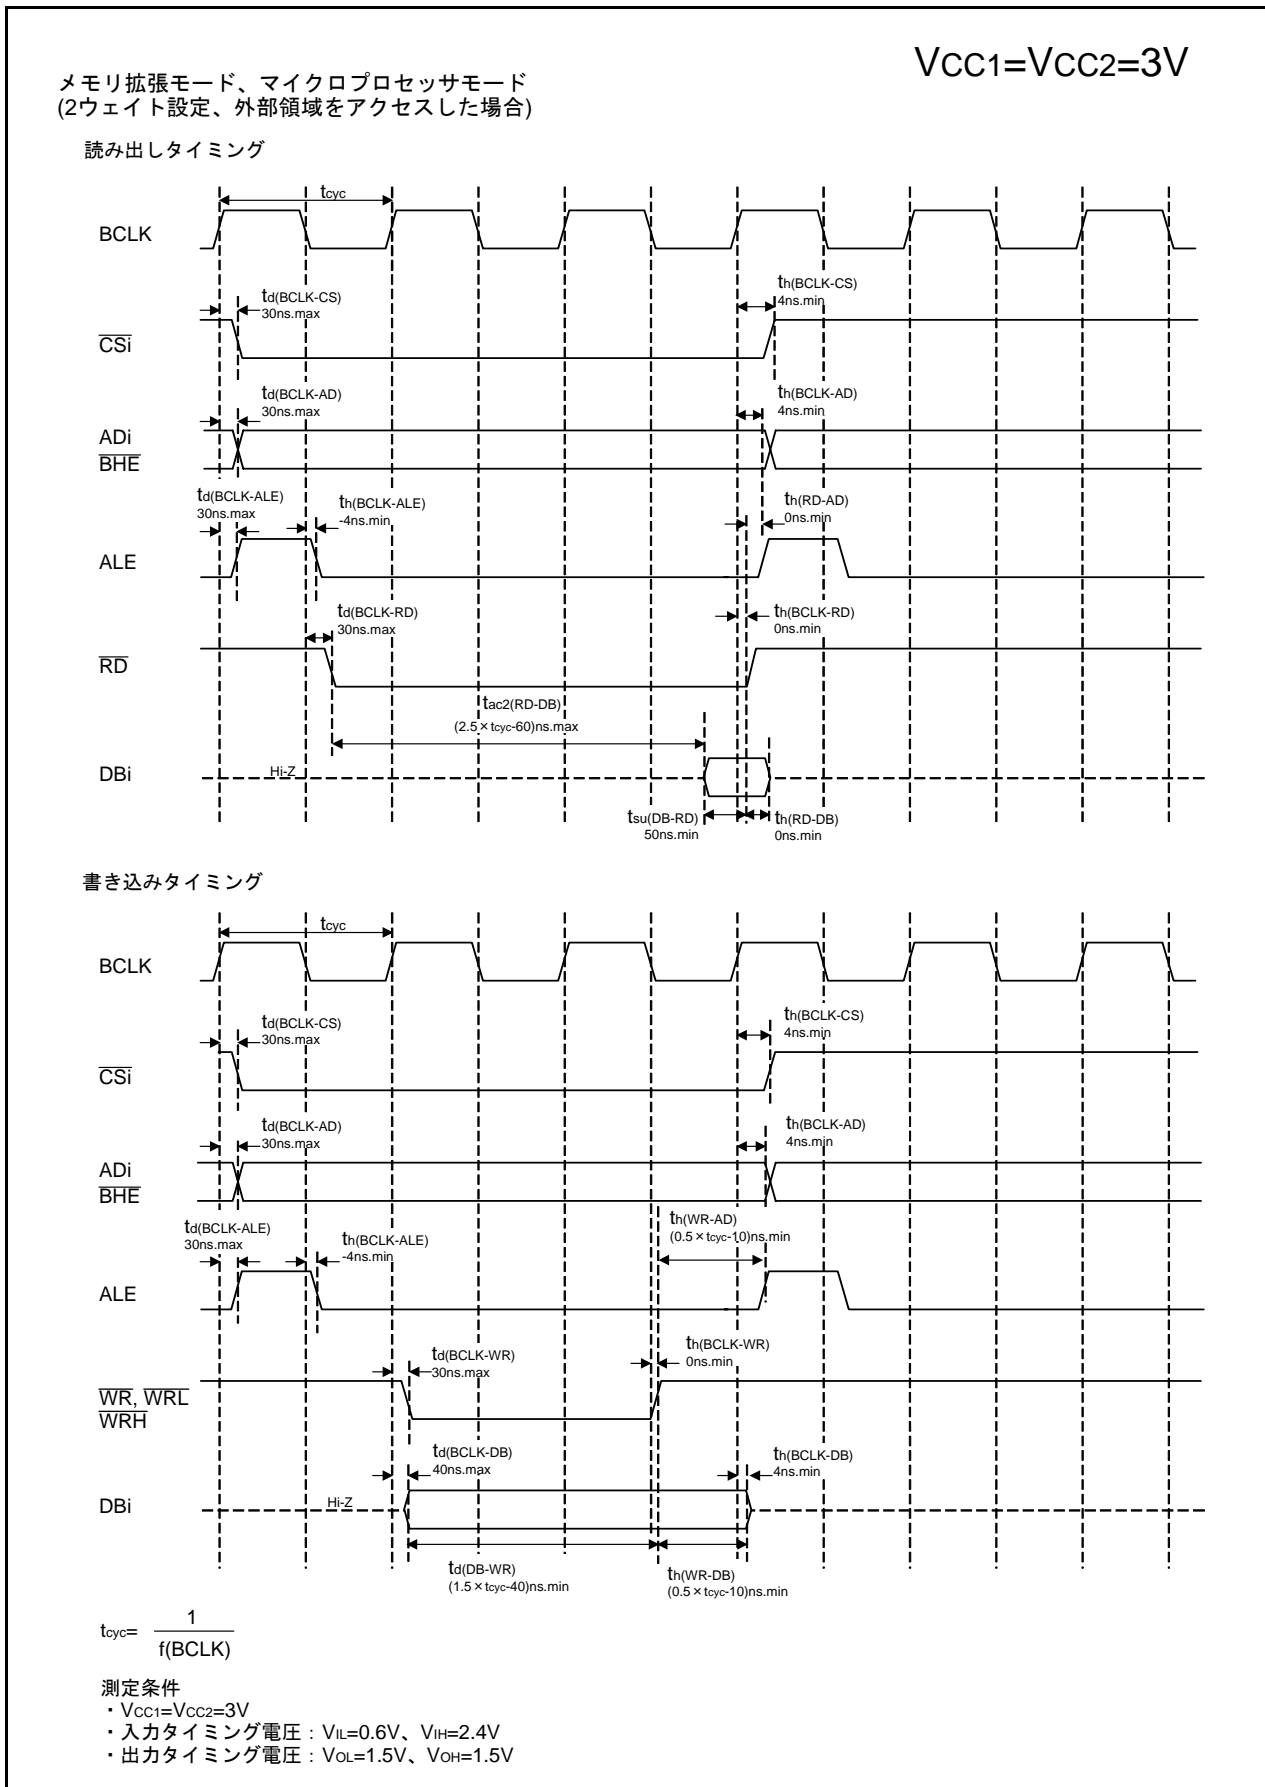 VCC1=VCC2=3V
メモリ拡張モード、マイクロプロセッサモード
(2ウェイト設定、外部領域をアクセスした場合)
読み出しタイミング
tcyc
BCLK
td(BCLK-CS)
30ns.max
th(BCLK-CS)
4ns.min
CSi
td(BCLK-AD)
30ns.max
th(BCLK-AD)
4ns.min
ADi
BHE
td(BCLK-ALE)
30ns.max
th(BCLK-ALE)
-4ns.min
th(RD-AD)
0ns.min
ALE
td(BCLK-RD)
30ns.max
th(BCLK-RD)
0ns.min
RD
tac2(RD-DB)
(2.5×tcyc-60)ns.max
DBi
Hi-Z
tsu(DB-RD)
50ns.min
th(RD-DB)
0ns.min
書き込みタイミング
tcyc
BCLK
td(BCLK-CS)
30ns.max
th(BCLK-CS)
4ns.min
CSi
td(BCLK-AD)
30ns.max
th(BCLK-AD)
4ns.min
ADi
BHE
td(BCLK-ALE)
30ns.max
th(BCLK-ALE)
-4ns.min
th(WR-AD)
(0.5×tcyc-10)ns.min
ALE
td(BCLK-WR)
30ns.max
th(BCLK-WR)
0ns.min
WR, WRL
WRH
td(BCLK-DB)
40ns.max
th(BCLK-DB)
4ns.min
DBi
Hi-Z
td(DB-WR)
(1.5×tcyc-40)ns.min
th(WR-DB)
(0.5×tcyc-10)ns.min
tcyc= 1
f(BCLK)
測定条件
・VCC1=VCC2=3V
・入力タイミング電圧：VIL=0.6V、VIH=2.4V
・出力タイミング電圧：VOL=1.5V、VOH=1.5V